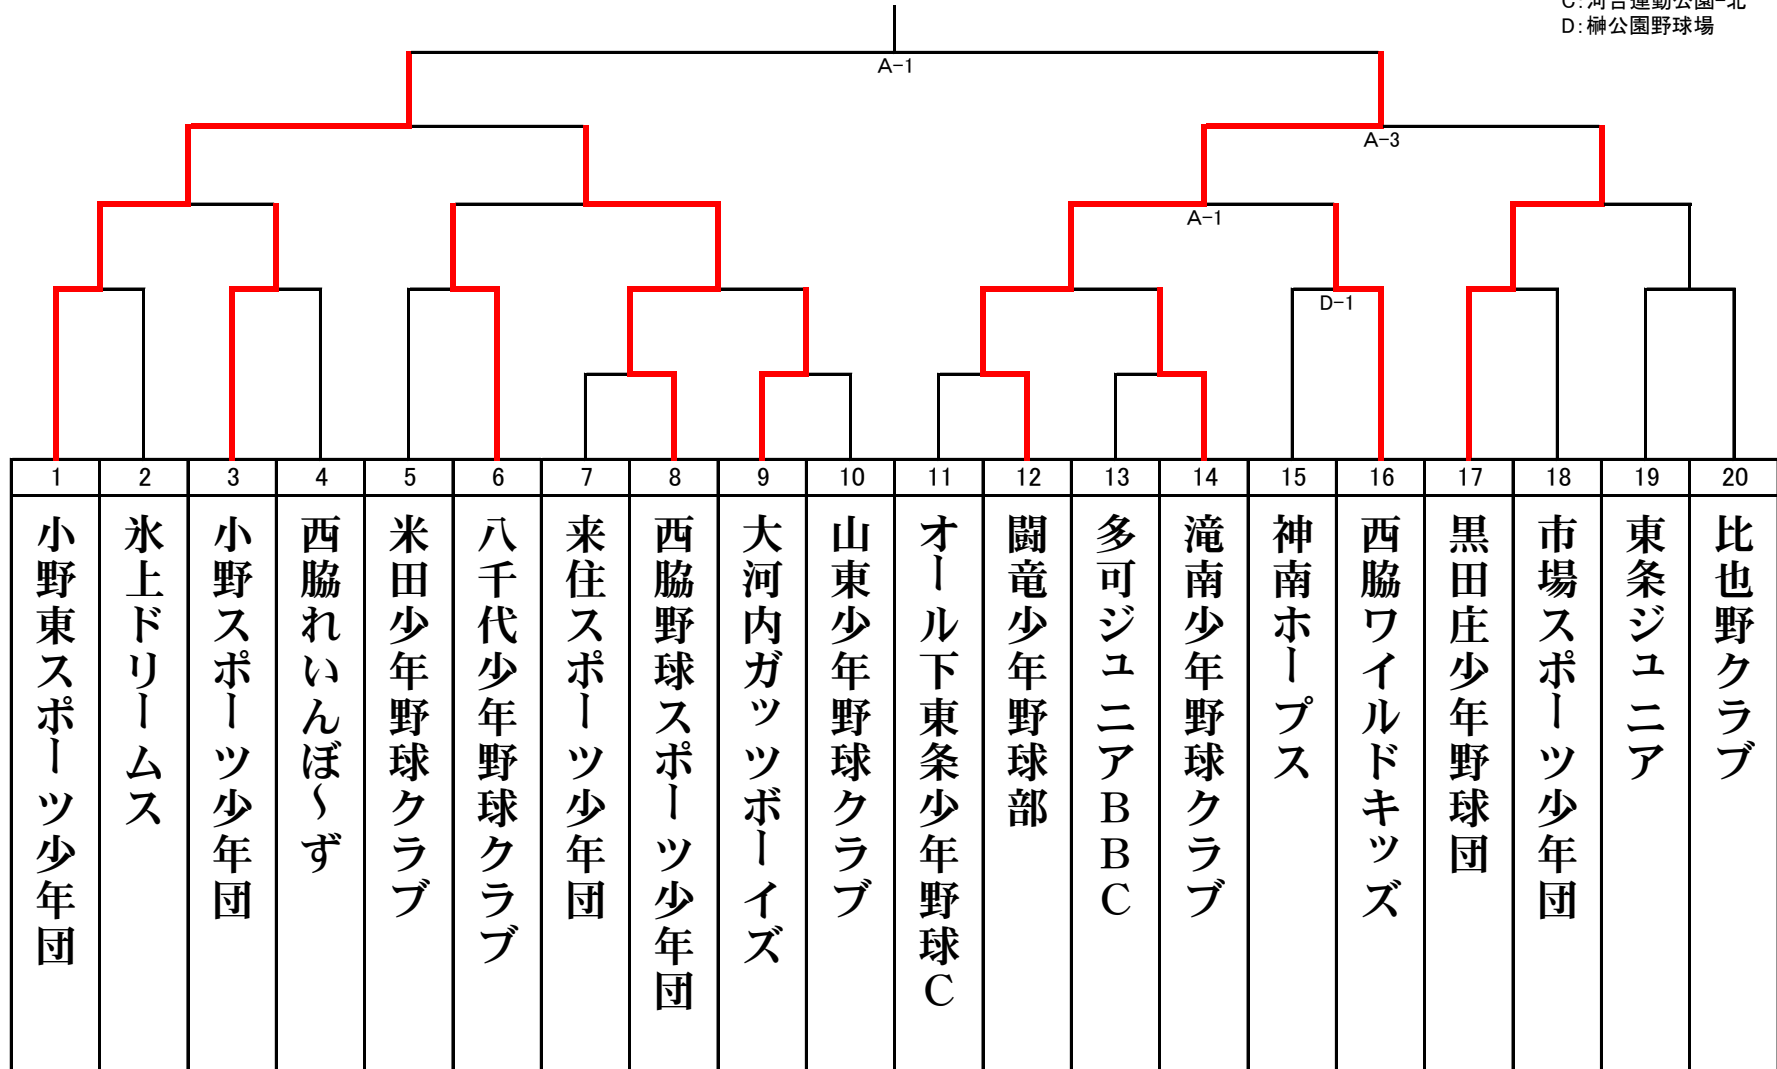 C:河合運動公園-北
D:榊公園野球場
A-1
A-3
A-1
D-1
1 2 3 4 5 6 7 8 9 10 11 12 13 14 15 16 17 18 19 20
小野東スポーツ少年団
氷上ドリームス
小野スポーツ少年団
西脇れいんぼ～ず
米田少年野球クラブ
八千代少年野球クラブ
来住スポーツ少年団
西脇野球スポーツ少年団
大河内ガッツボーイズ
山東少年野球クラブ
オール下東条少年野球C
闘竜少年野球部
多可ジュニアBBC
滝南少年野球クラブ
神南ホープス
西脇ワイルドキッズ
黒田庄少年野球団
市場スポーツ少年団
東条ジュニア
比也野クラブ